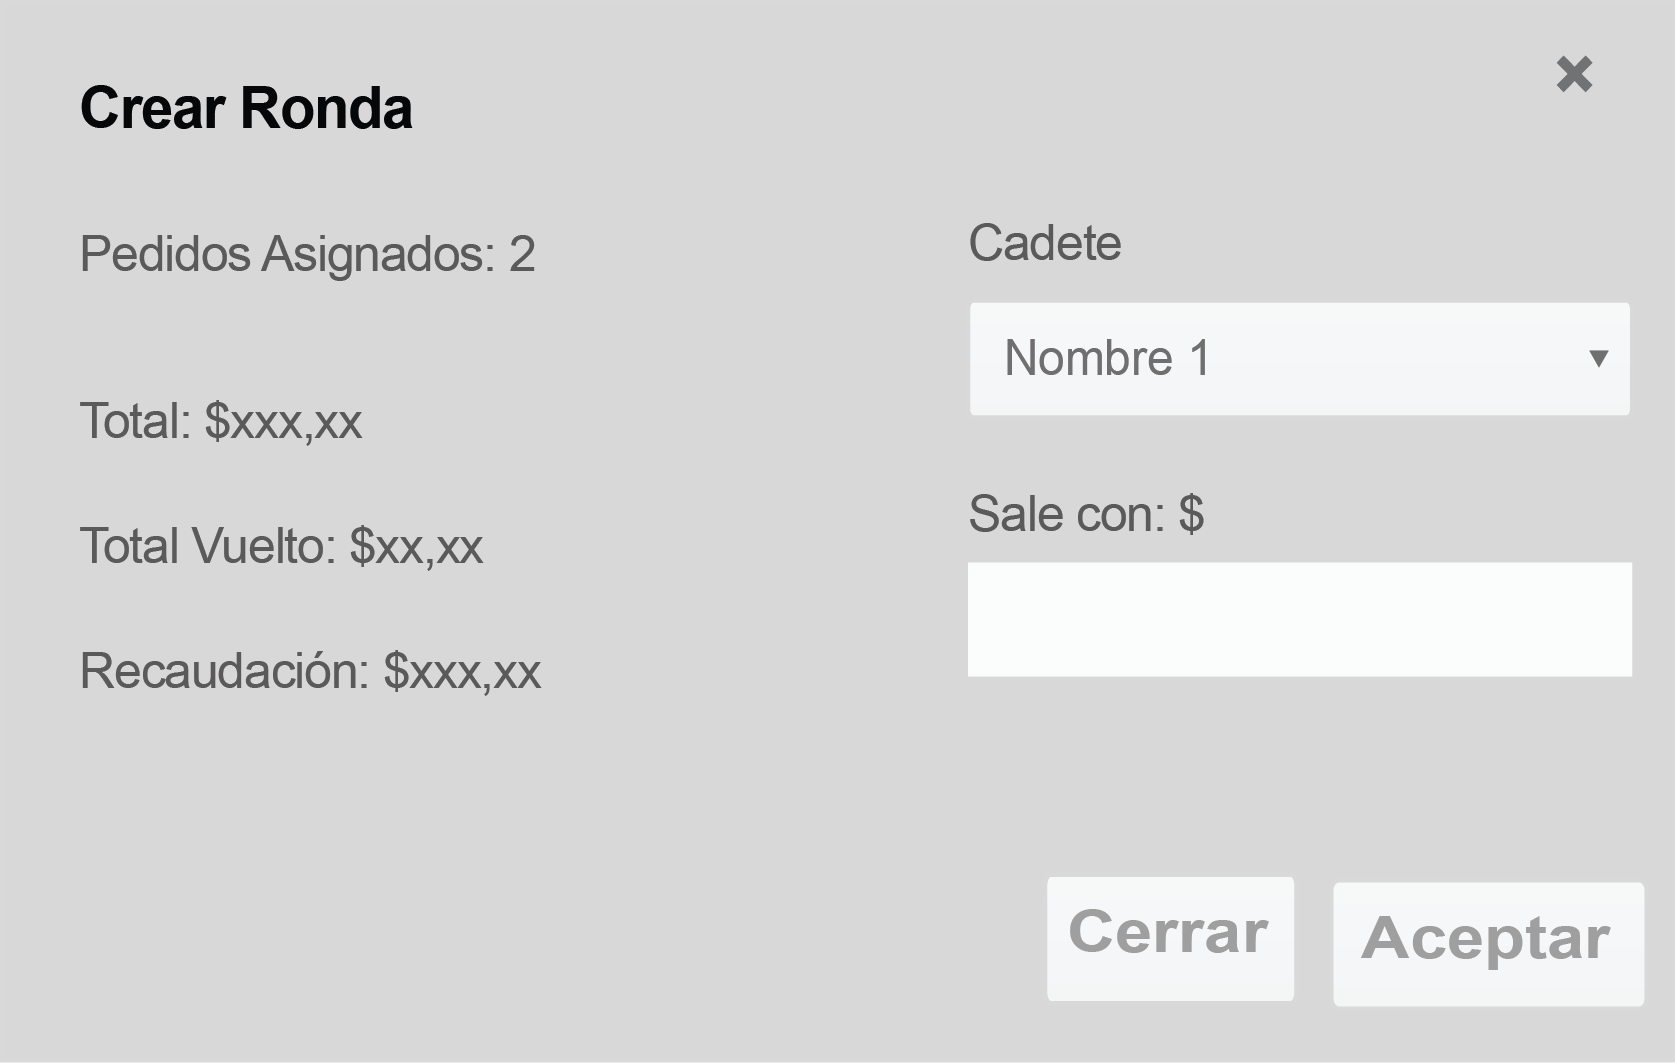 Crear Ronda
Pedidos Asignados: 2
Total: $xxx,xx
Total Vuelto: $xx,xx
Recaudación: $xxx,xx
Cadete
Nombre 1
Sale con: $
Cerrar
Aceptar